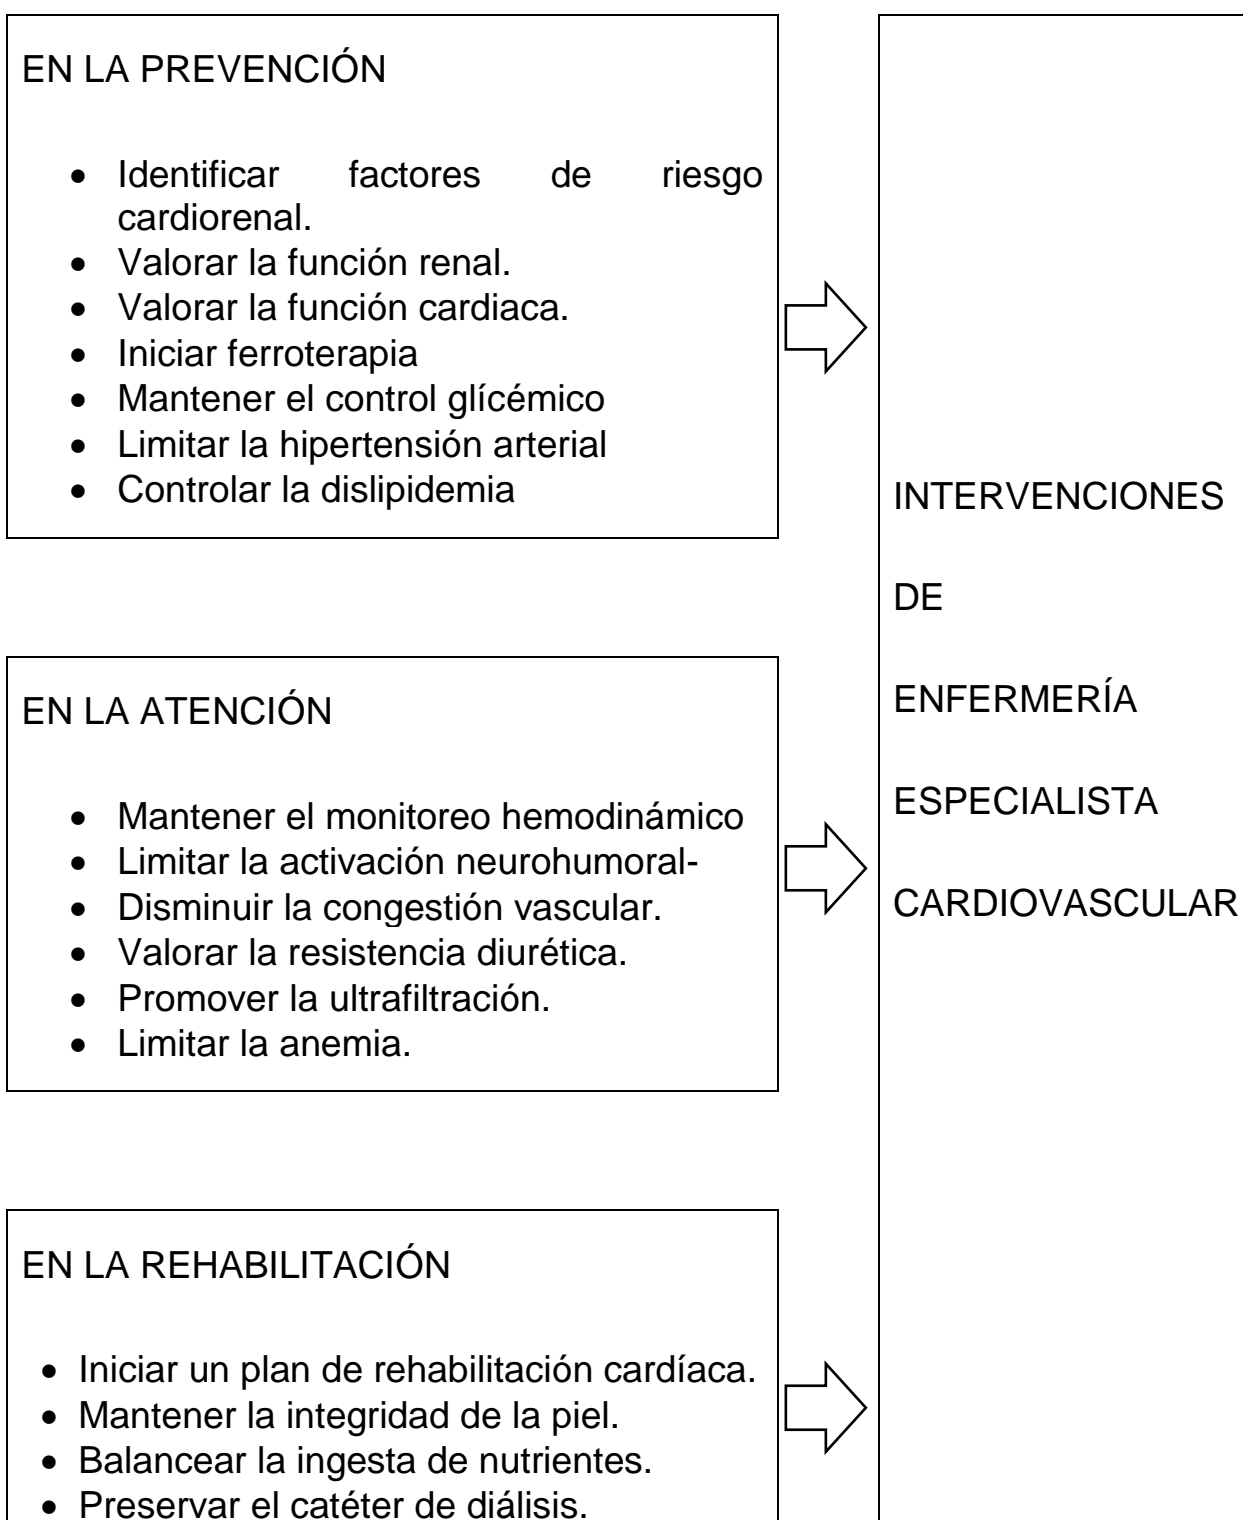 EN LA PREVENCIÓN
• Identificar factores de riesgo
cardiorenal.
• Valorar la función renal.
• Valorar la función cardiaca.
• Iniciar ferroterapia
• Mantener el control glícémico
• Limitar la hipertensión arterial
• Controlar la dislipidemia
EN LA ATENCIÓN
• Mantener el monitoreo hemodinámico
• Limitar la activación neurohumoral-
• Disminuir la congestión vascular.
• Valorar la resistencia diurética.
• Promover la ultrafiltración.
• Limitar la anemia.
EN LA REHABILITACIÓN
• Iniciar un plan de rehabilitación cardíaca.
• Mantener la integridad de la piel.
• Balancear la ingesta de nutrientes.
• Preservar el catéter de diálisis.
INTERVENCIONES
DE
ENFERMERÍA
ESPECIALISTA
CARDIOVASCULAR